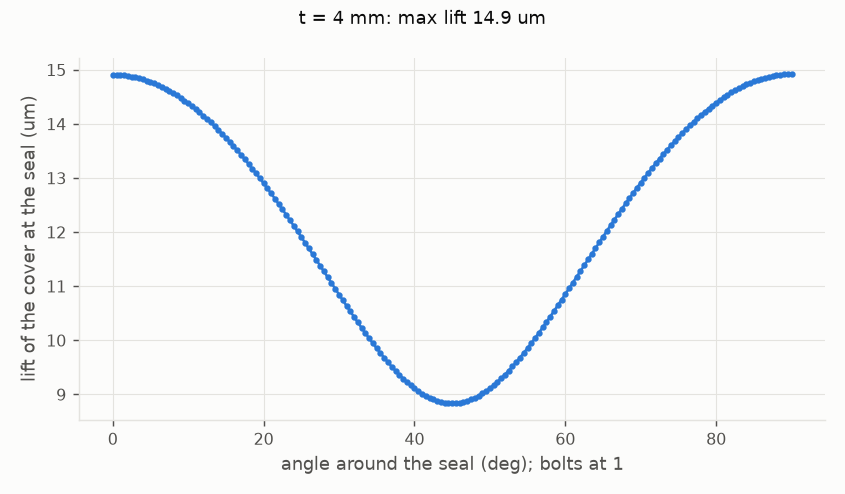 t = 4 mm: max lift 14.9 um
lift of the cover at the seal (um)
15
14
13
12
11
10
9
0 20 40 60 80
angle around the seal (deg); bolts at 1